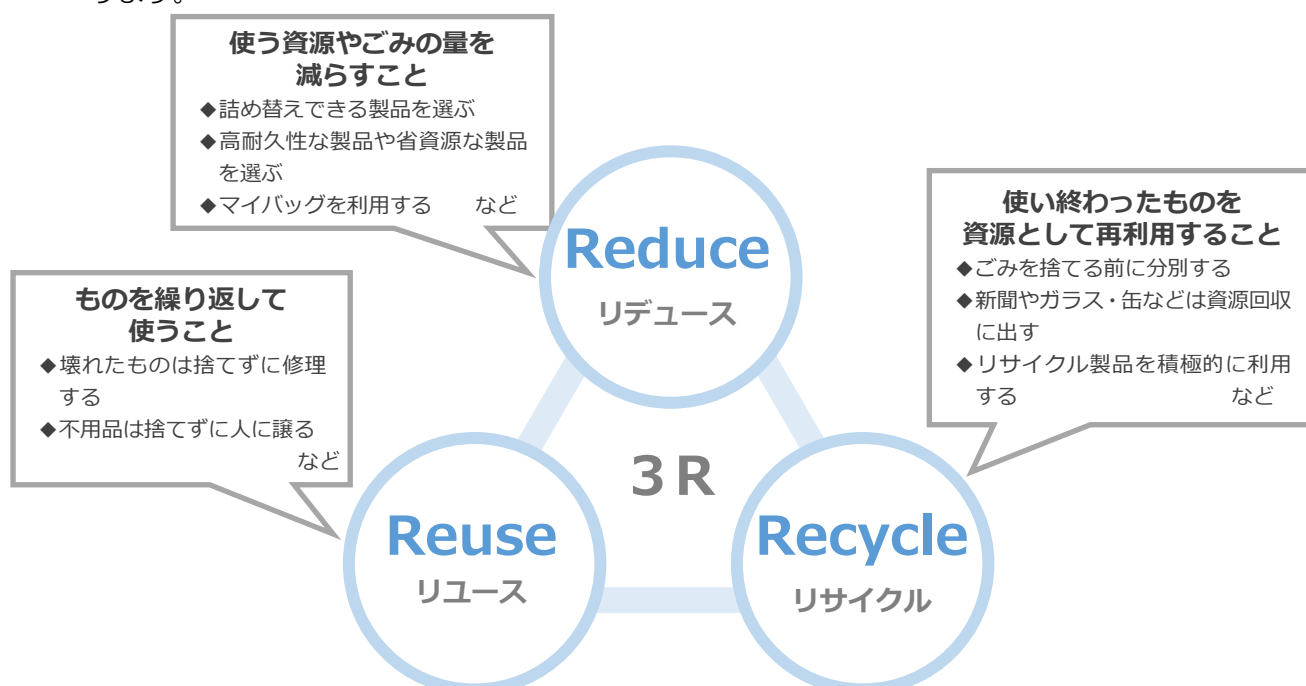 ります。
使う資源やごみの量を
減らすこと
◆詰め替えできる製品を選ぶ
◆高耐久性な製品や省資源な製品
を選ぶ
◆マイバッグを利用する など
Reduce
リデュース
ものを繰り返して
使うこと
◆壊れたものは捨てずに修理
する
◆不用品は捨てずに人に譲る
など
使い終わったものを
資源として再利用すること
◆ごみを捨てる前に分別する
◆新聞やガラス・缶などは資源回収
に出す
◆リサイクル製品を積極的に利用
する など
3R
Reuse
リユース
Recycle
リサイクル